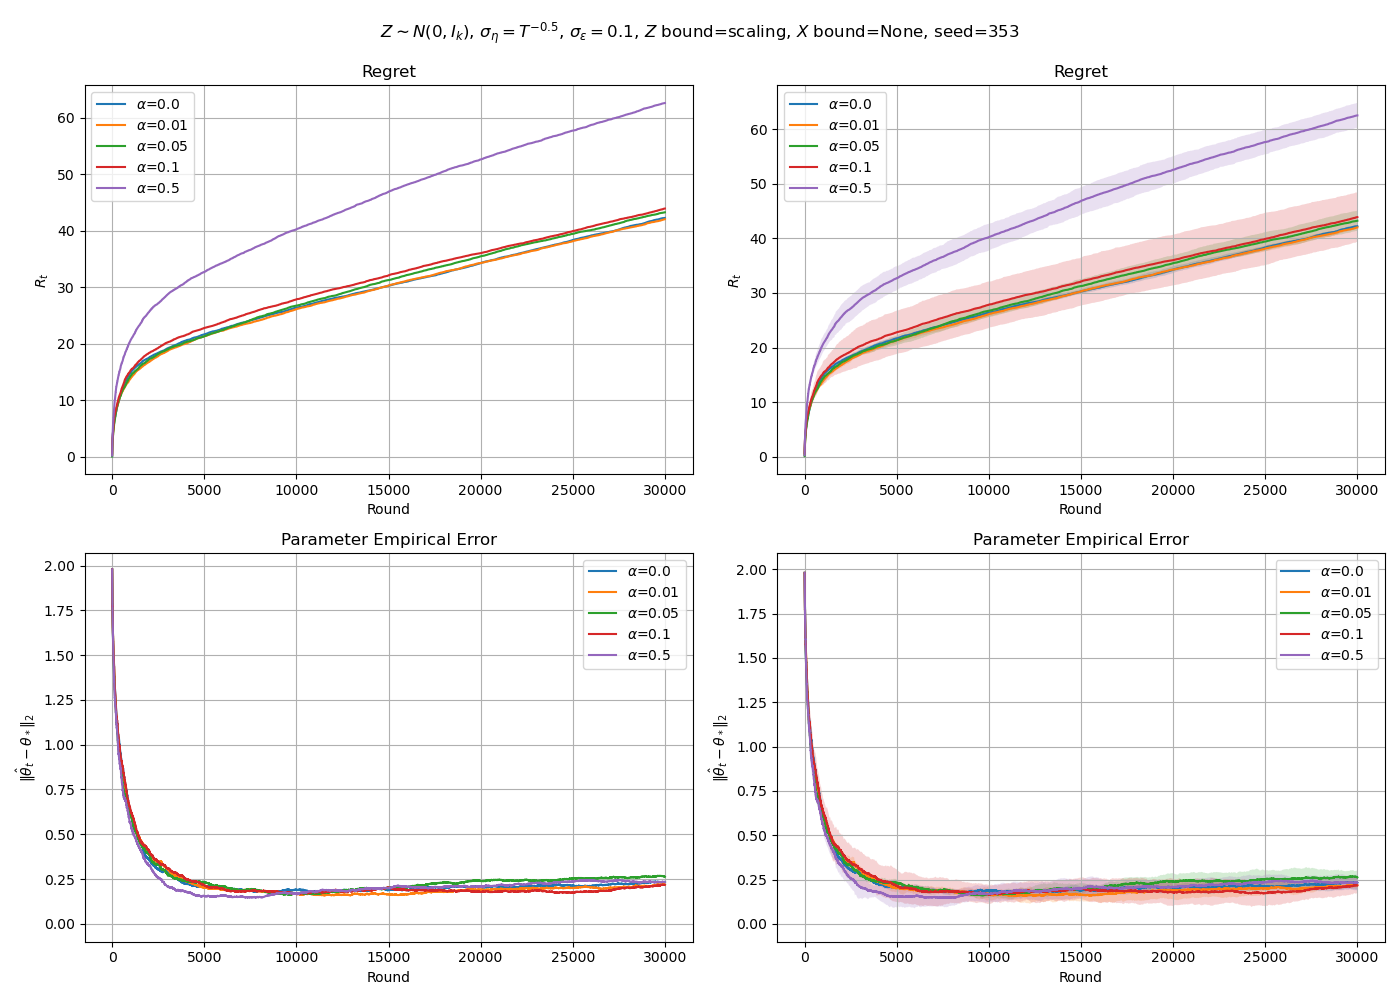 Z ∼ N(0, I_k), σ_η = T^{−0.5}, σ_ε = 0.1, Z bound=scaling, X bound=None, seed=353
Regret
R_t
60
50
40
30
20
10
0
α=0.0
α=0.01
α=0.05
α=0.1
α=0.5
0 5000 10000 15000 20000 25000 30000
Round
Regret
R_t
60
50
40
30
20
10
0
α=0.0
α=0.01
α=0.05
α=0.1
α=0.5
0 5000 10000 15000 20000 25000 30000
Round
Parameter Empirical Error
‖θ̂_t − θ_*‖_2
2.00
1.75
1.50
1.25
1.00
0.75
0.50
0.25
0.00
α=0.0
α=0.01
α=0.05
α=0.1
α=0.5
0 5000 10000 15000 20000 25000 30000
Round
Parameter Empirical Error
‖θ̂_t − θ_*‖_2
2.00
1.75
1.50
1.25
1.00
0.75
0.50
0.25
0.00
α=0.0
α=0.01
α=0.05
α=0.1
α=0.5
0 5000 10000 15000 20000 25000 30000
Round